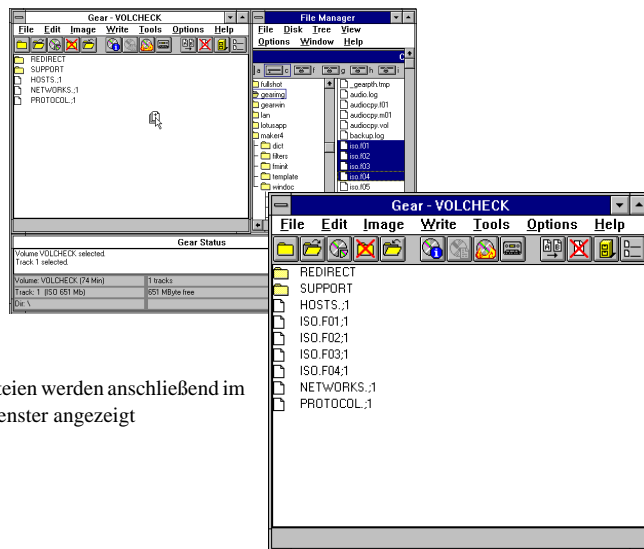 Gear - VOLCHECK
File Edit Image Write Tools Options Help
REDIRECT
SUPPORT
HOSTS.;1
NETWORKS.;1
PROTOCOL.;1
Gear Status
Volume VOLCHECK selected.
Track 1 selected.
Volume: VOLCHECK (74 Min) 1 tracks
Track: 1 (ISO 651 Mb) 651 MByte free
Dir: \
File Manager
File Disk Tree View
Options Window Help
C
a c f g h i
fullshot
gearimg
gearwin
lan
lotusapp
maker4
dict
filters
fminit
template
windoc
_gearpth.tmp
audio.log
audiocpy.f01
audiocpy.m01
audiocpy.vol
backup.log
iso.f01
iso.f02
iso.f03
iso.f04
iso.f05
Gear - VOLCHECK
File Edit Image Write Tools Options Help
REDIRECT
SUPPORT
HOSTS.;1
ISO.F01;1
ISO.F02;1
ISO.F03;1
ISO.F04;1
NETWORKS.;1
PROTOCOL.;1
teien werden anschließend im
enster angezeigt